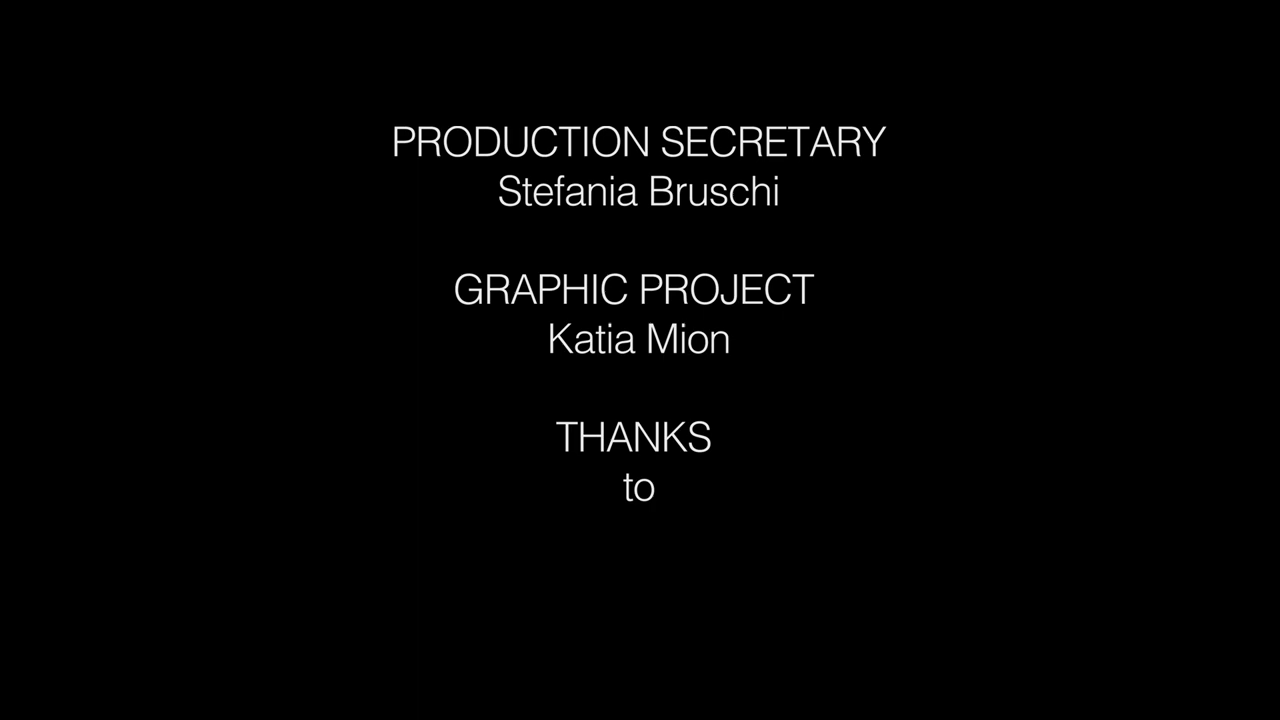 PRODUCTION SECRETARY
Stefania Bruschi
GRAPHIC PROJECT
Katia Mion
THANKS
to